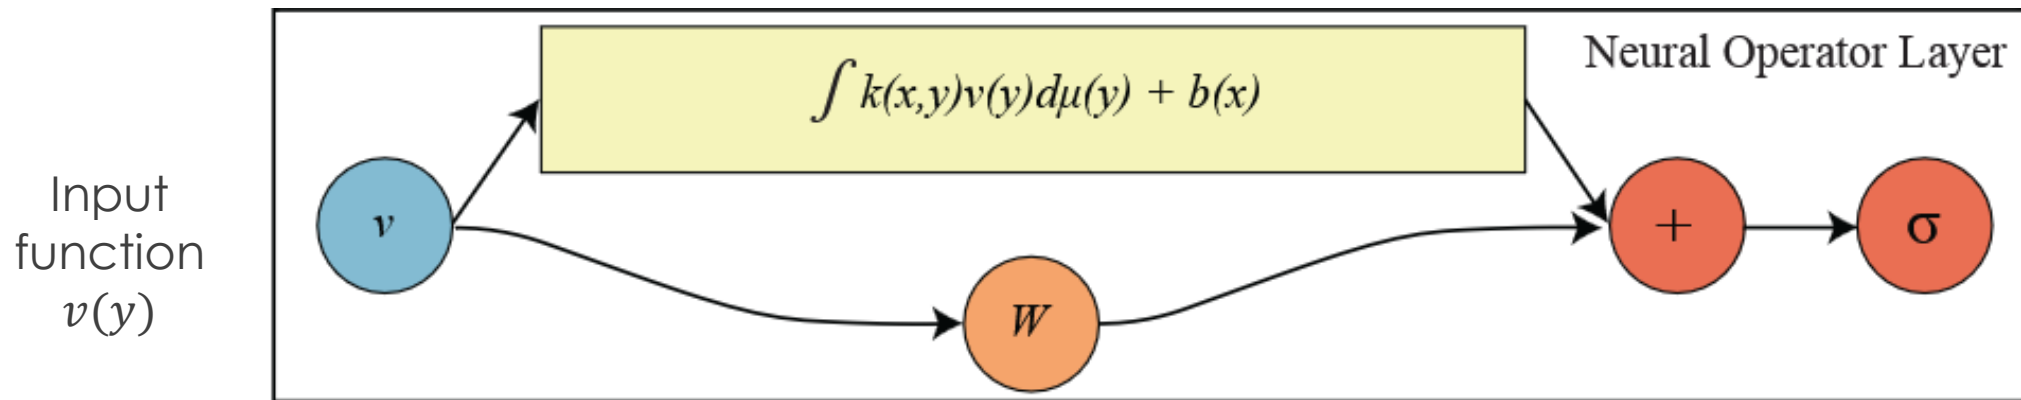 Neural Operator Layer
∫ k(x,y)v(y)dμ(y) + b(x)
Input
function
v(y)
v
W
+
σ